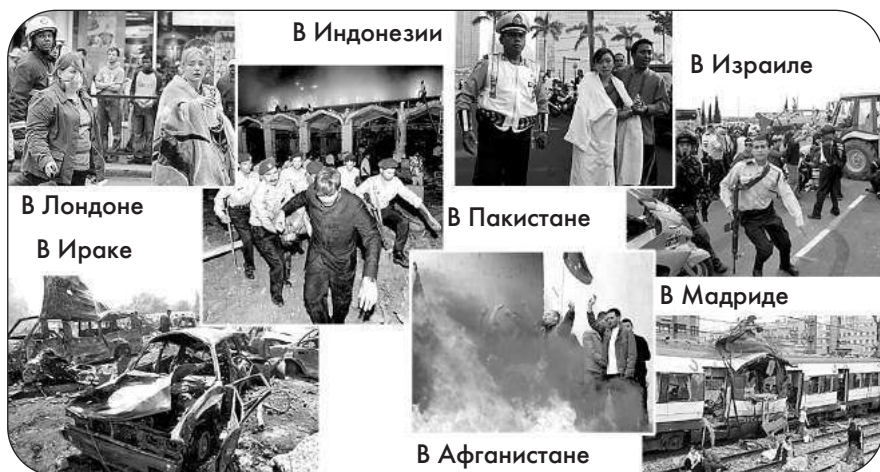 В Индонезии
В Израиле
В Лондоне
В Пакистане
В Ираке
В Мадриде
В Афганистане